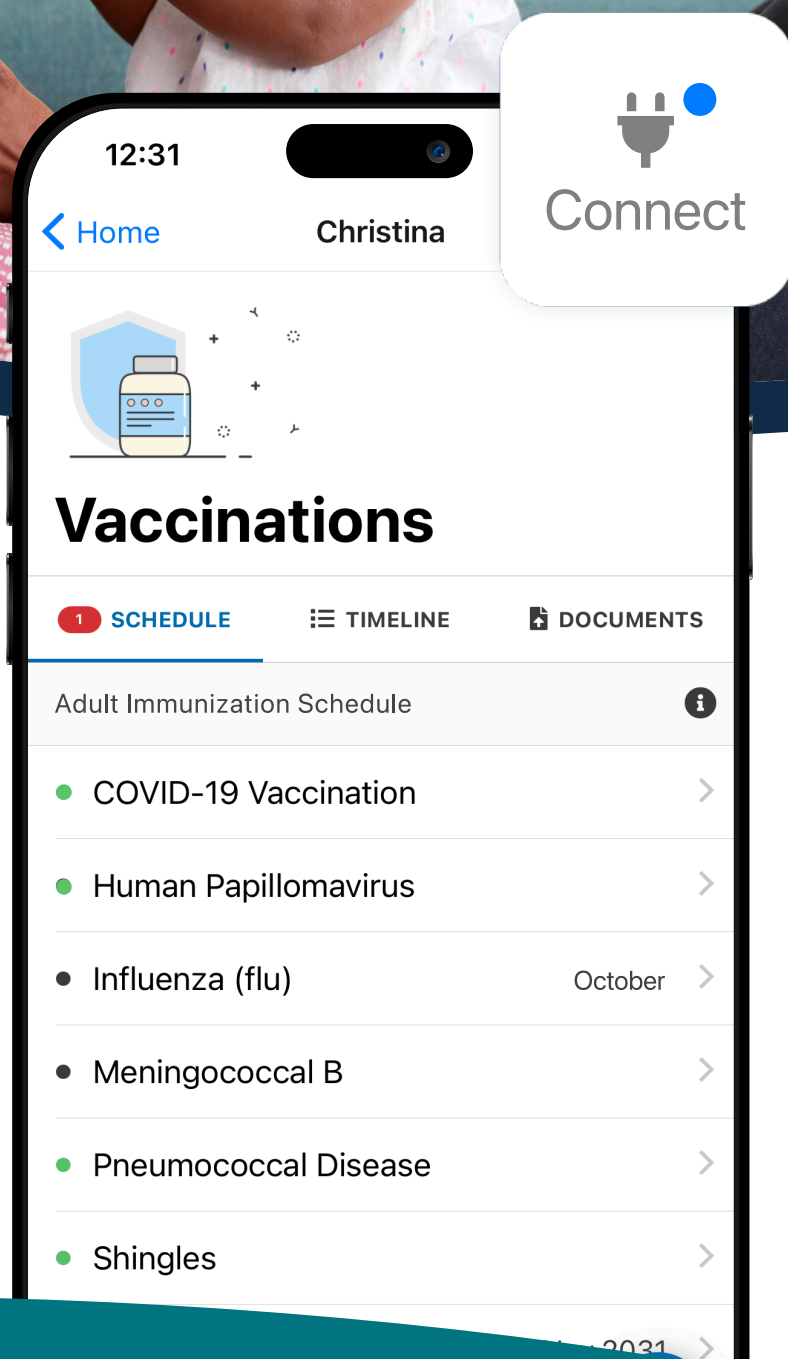 12:31
Connect
Home
Christina
Vaccinations
1 SCHEDULE
TIMELINE
DOCUMENTS
Adult Immunization Schedule
COVID-19 Vaccination
Human Papillomavirus
Influenza (flu) October
Meningococcal B
Pneumococcal Disease
Shingles
2031